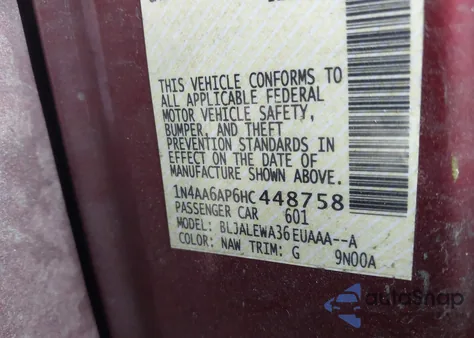 THIS VEHICLE CONFORMS TO
ALL APPLICABLE FEDERAL
MOTOR VEHICLE SAFETY,
BUMPER, AND THEFT
PREVENTION STANDARDS IN
EFFECT ON THE DATE OF
MANUFACTURE SHOWN ABOVE.
1N4AA6AP6HC448758
PASSENGER CAR 601
MODEL: BLJALEWA36EUAAA--A
COLOR: NAW TRIM: G 9N00A
autoSnap